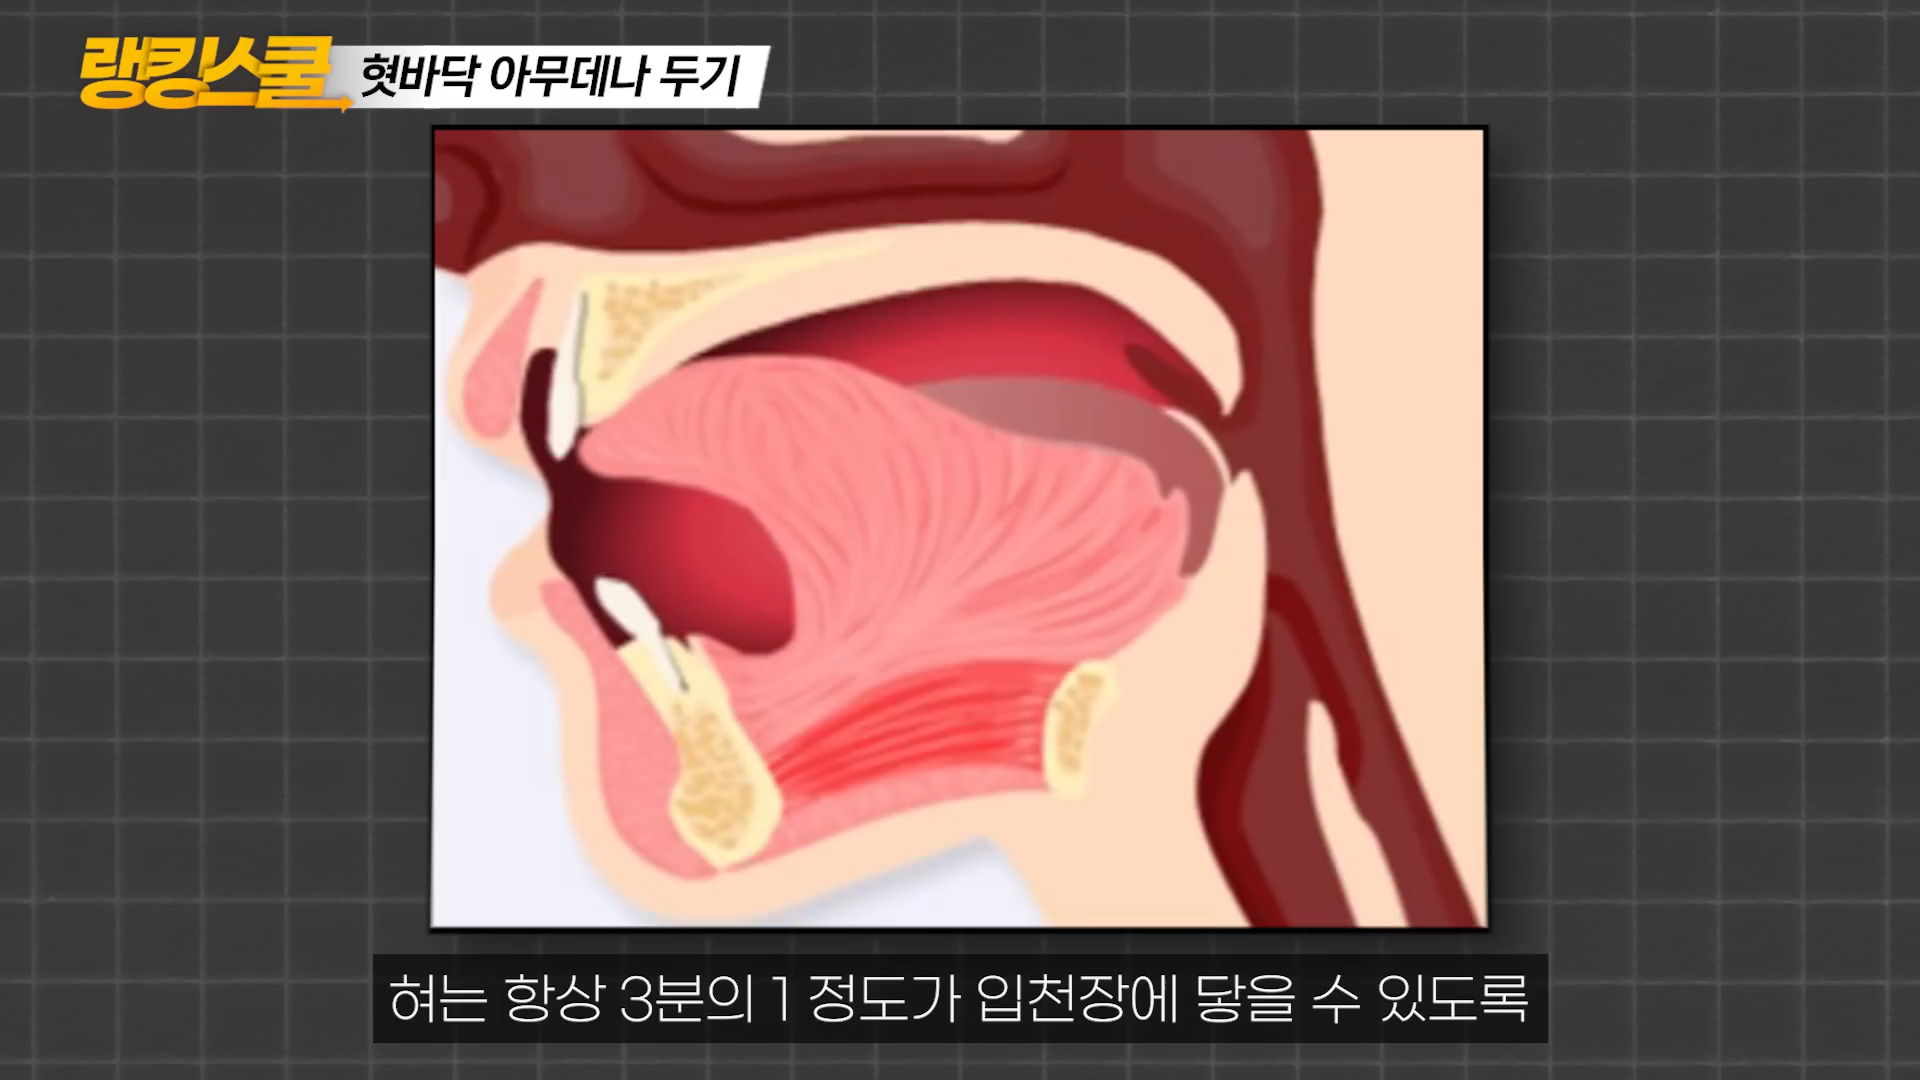 랭킹스쿨
혓바닥 아무데나 두기
혀는 항상 3분의 1 정도가 입천장에 닿을 수 있도록